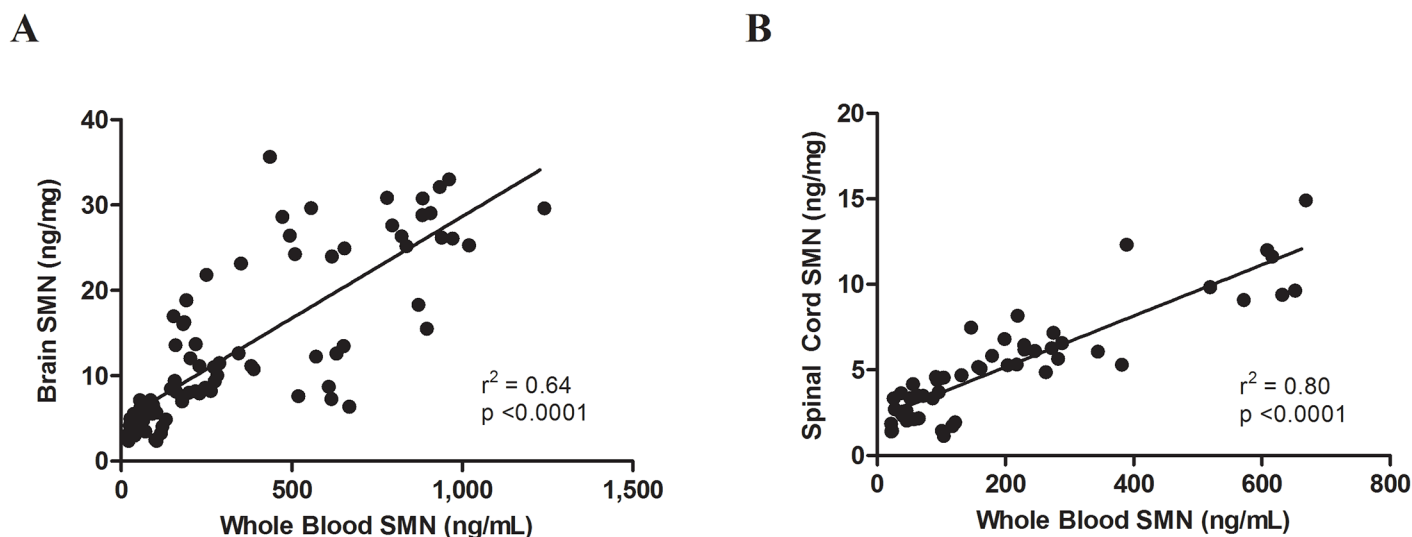 A
Brain SMN (ng/mg)
40
30
20
10
0
r² = 0.64
p <0.0001
0 500 1,000 1,500
Whole Blood SMN (ng/mL)
B
Spinal Cord SMN (ng/mg)
20
15
10
5
0
r² = 0.80
p <0.0001
0 200 400 600 800
Whole Blood SMN (ng/mL)